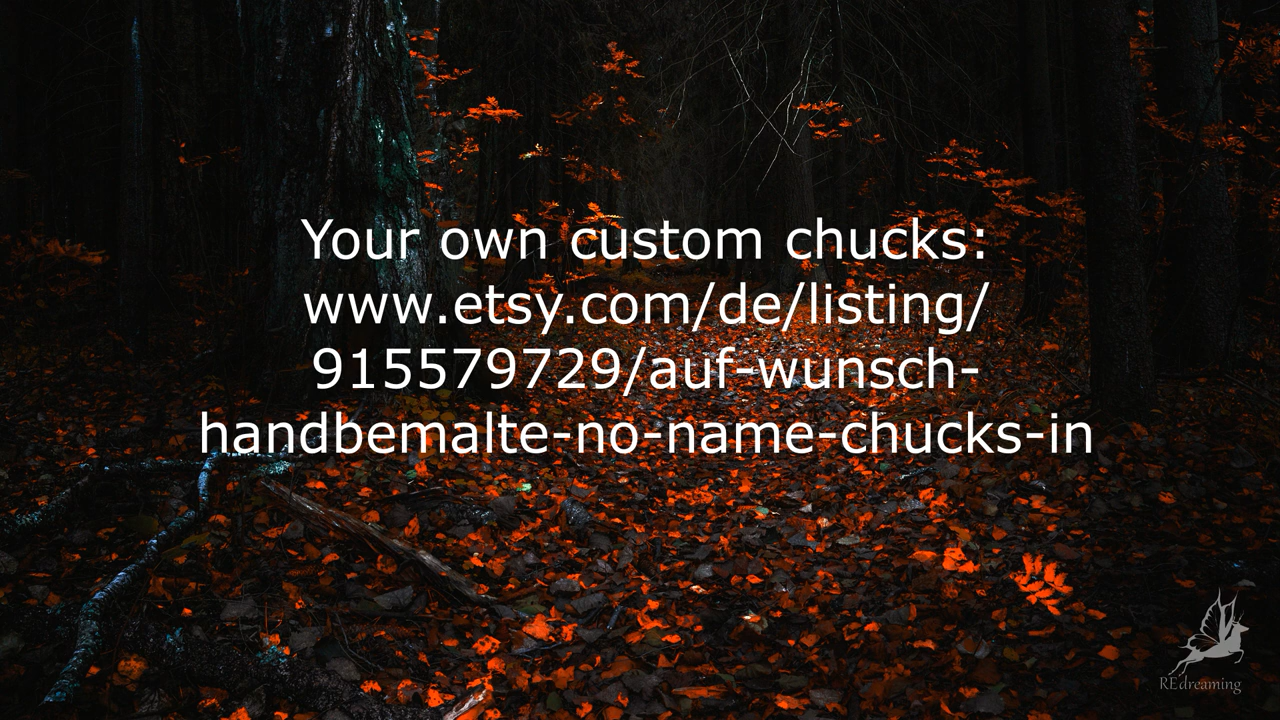 Your own custom chucks:
www.etsy.com/de/listing/
915579729/auf-wunsch-
handbemalte-no-name-chucks-in
REdreaming